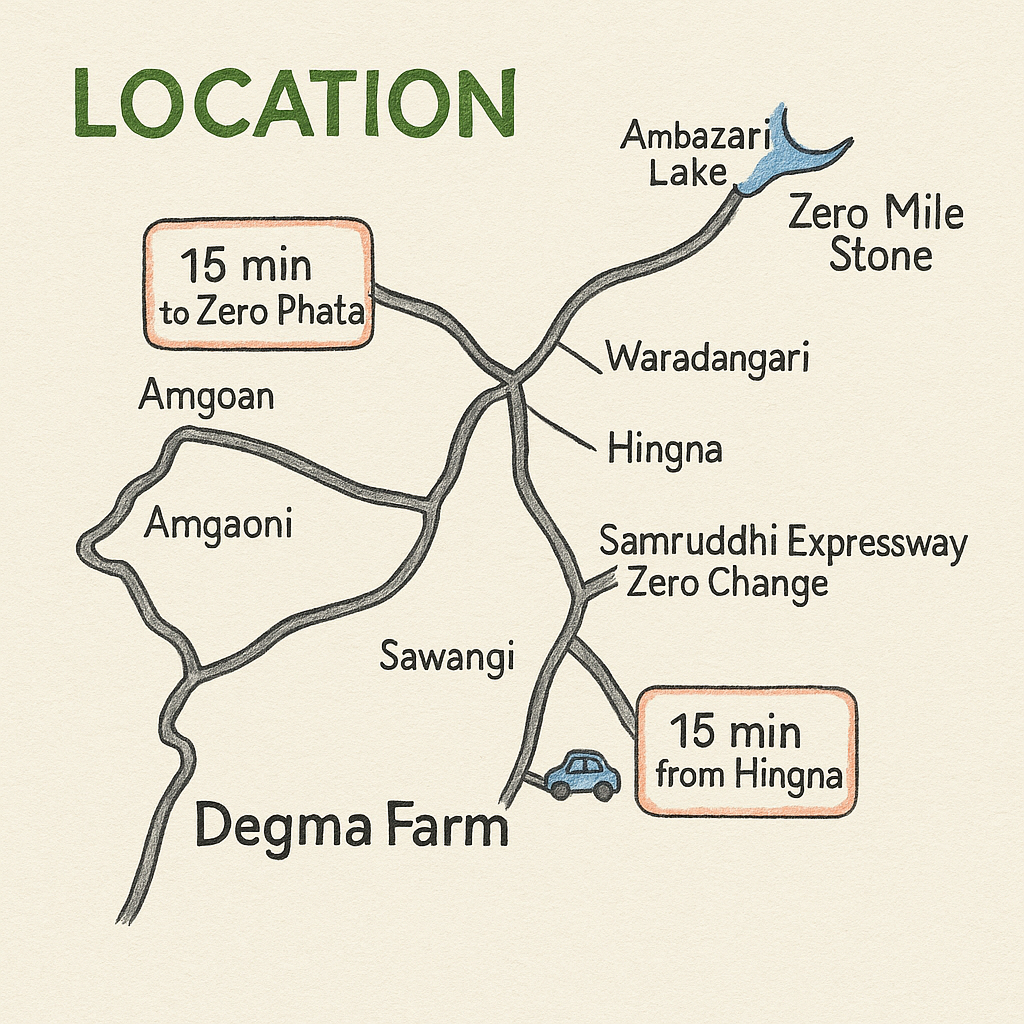 LOCATION
Ambazari
Lake
Zero Mile
Stone
15 min
to Zero Phata
Waradangari
Amgoan
Hingna
Amgaoni
Samruddhi Expressway
Zero Change
Sawangi
15 min
from Hingna
Degma Farm